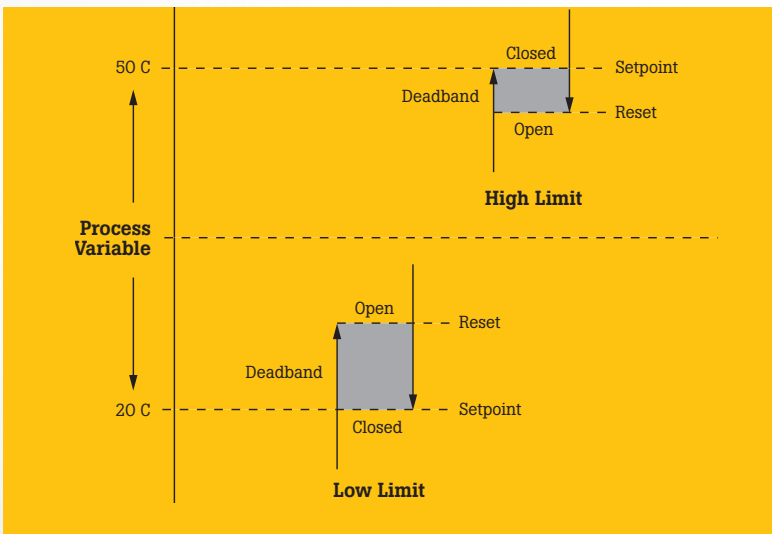 Closed
50 C
Setpoint
Deadband
Reset
Open
High Limit
Process
Variable
Open
Reset
Deadband
20 C
Setpoint
Closed
Low Limit